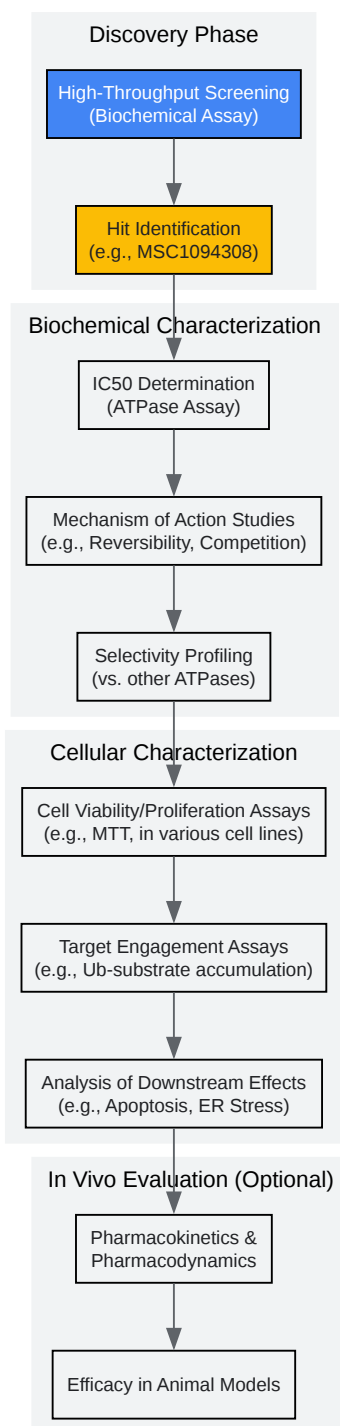 Discovery Phase
High-Throughput Screening
(Biochemical Assay)
Hit Identification
(e.g., MSC1094308)
Biochemical Characterization
IC50 Determination
(ATPase Assay)
Mechanism of Action Studies
(e.g., Reversibility, Competition)
Selectivity Profiling
(vs. other ATPases)
Cellular Characterization
Cell Viability/Proliferation Assays
(e.g., MTT, in various cell lines)
Target Engagement Assays
(e.g., Ub-substrate accumulation)
Analysis of Downstream Effects
(e.g., Apoptosis, ER Stress)
In Vivo Evaluation (Optional)
Pharmacokinetics &
Pharmacodynamics
Efficacy in Animal Models